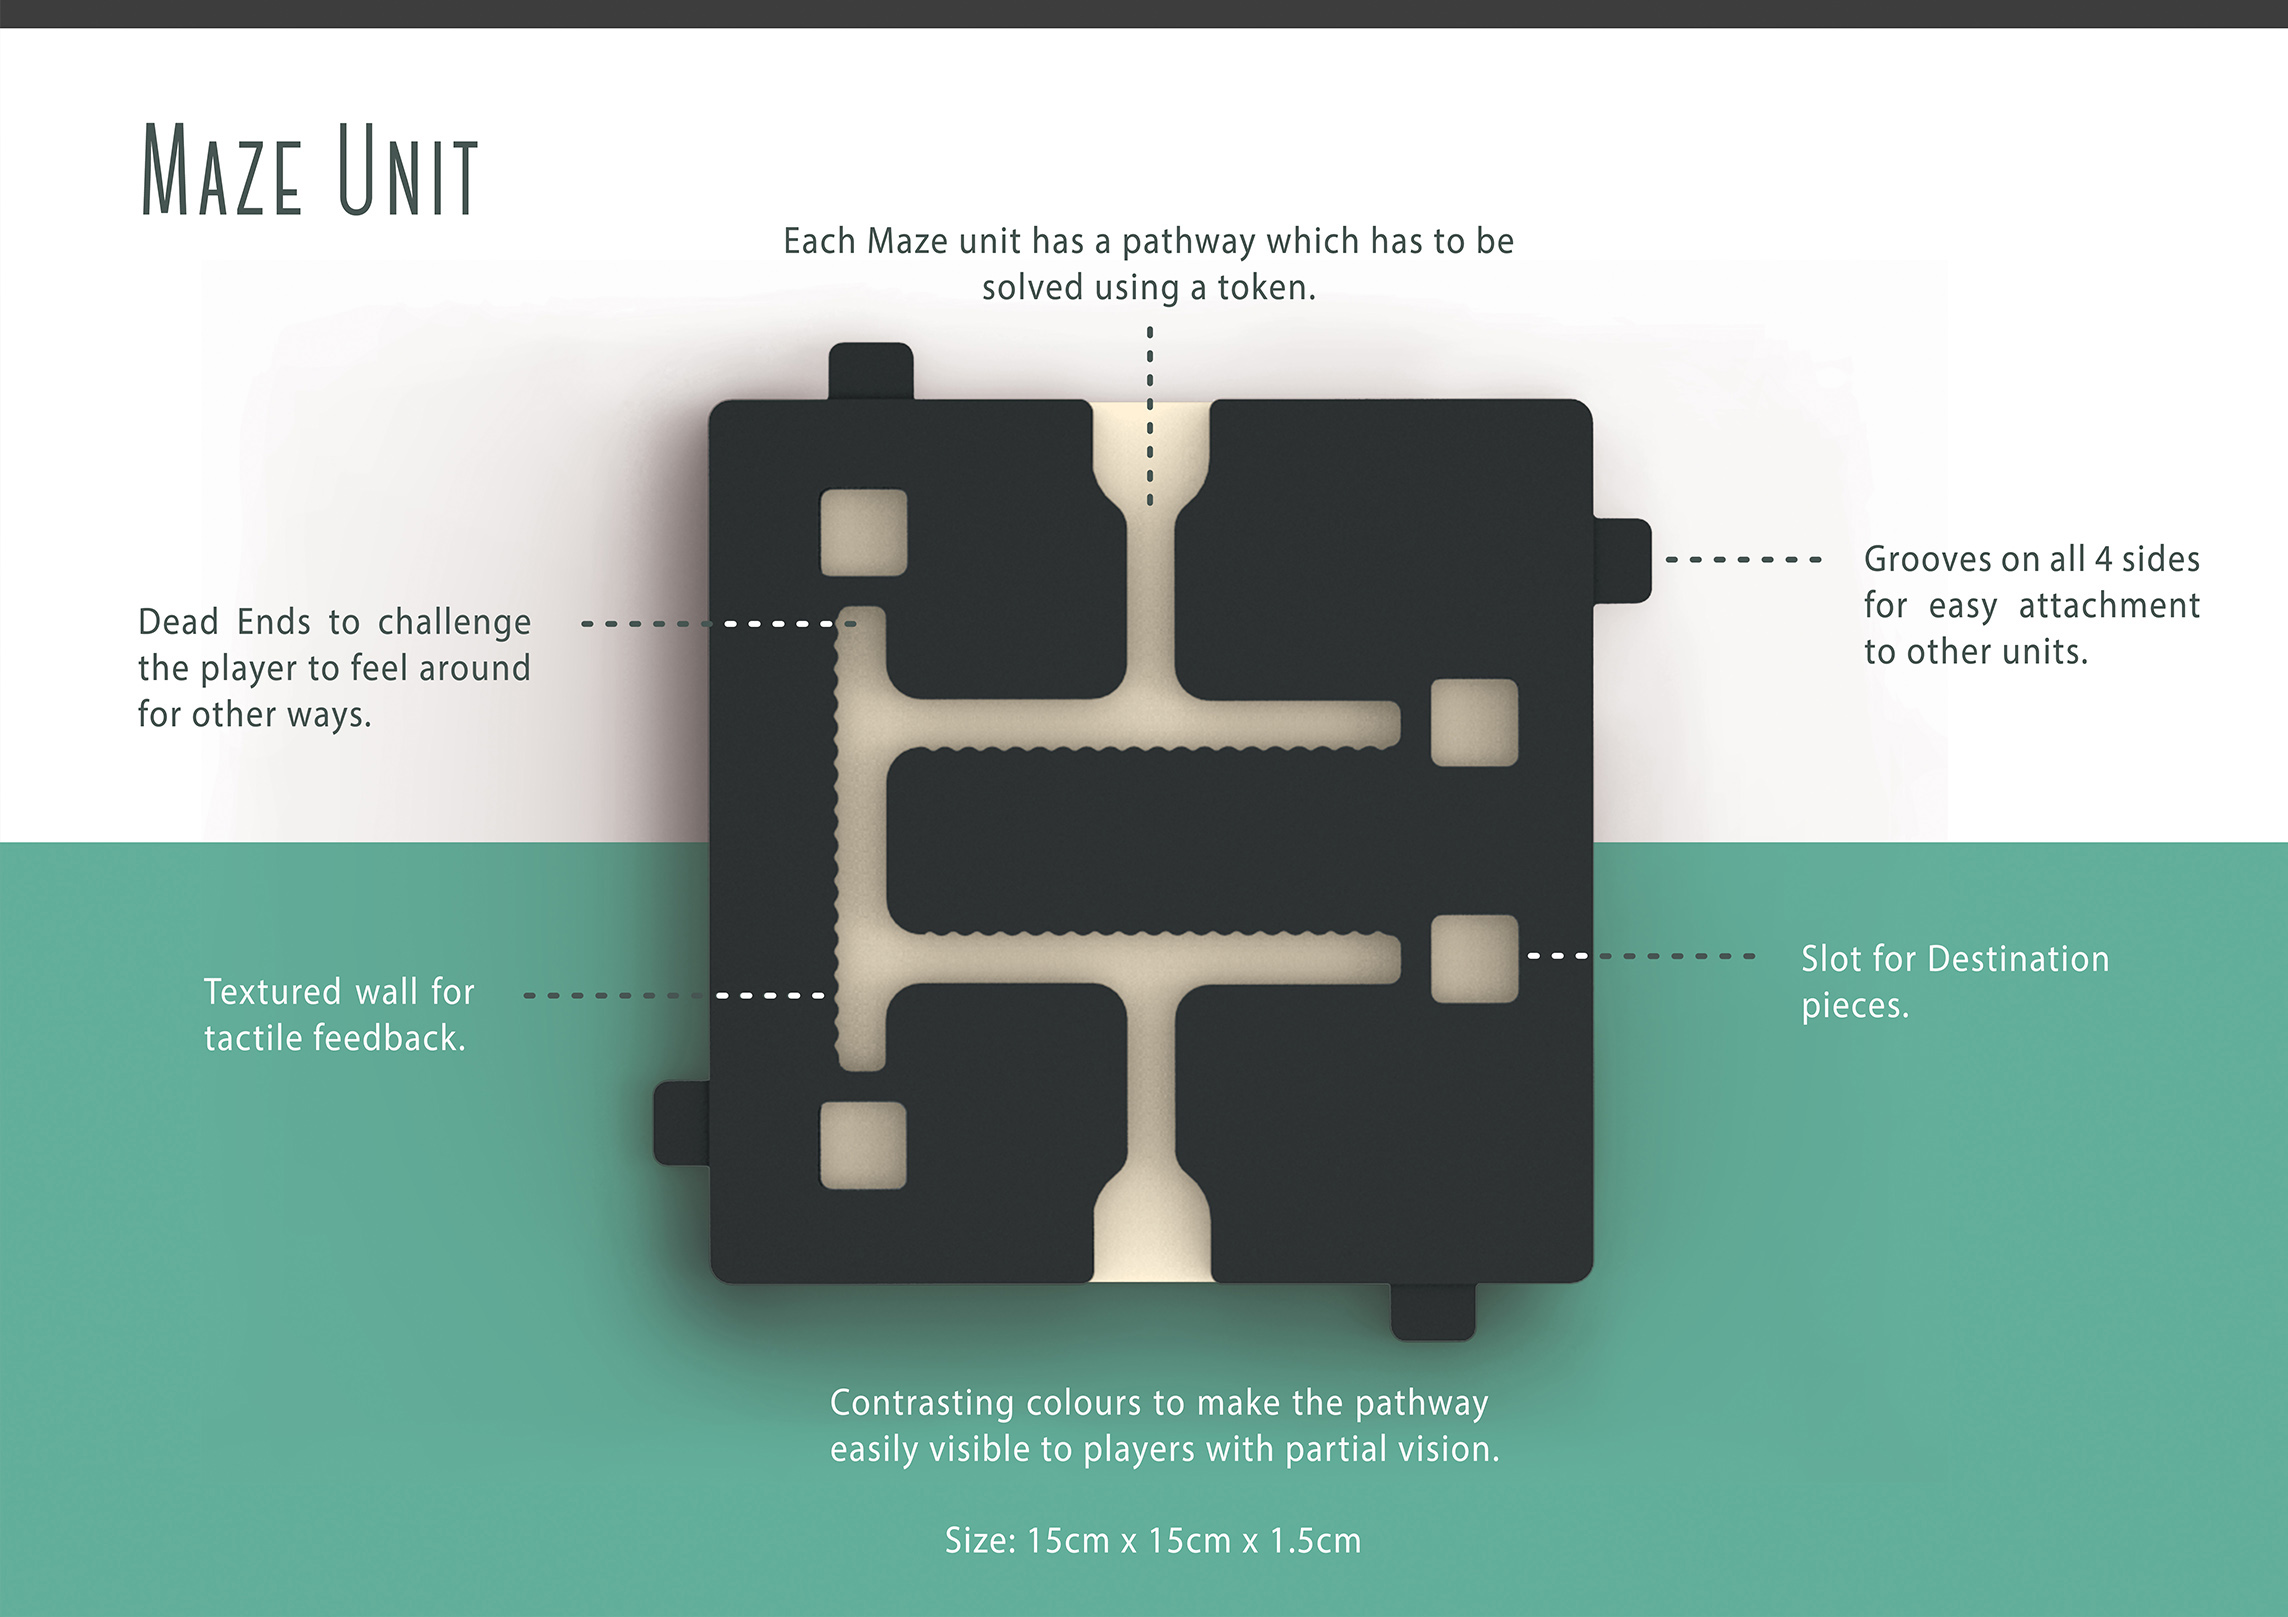 Maze Unit
Each Maze unit has a pathway which has to be
solved using a token.
Grooves on all 4 sides
for easy attachment
to other units.
Dead Ends to challenge
the player to feel around
for other ways.
Slot for Destination
pieces.
Textured wall for
tactile feedback.
Contrasting colours to make the pathway
easily visible to players with partial vision.
Size: 15cm x 15cm x 1.5cm